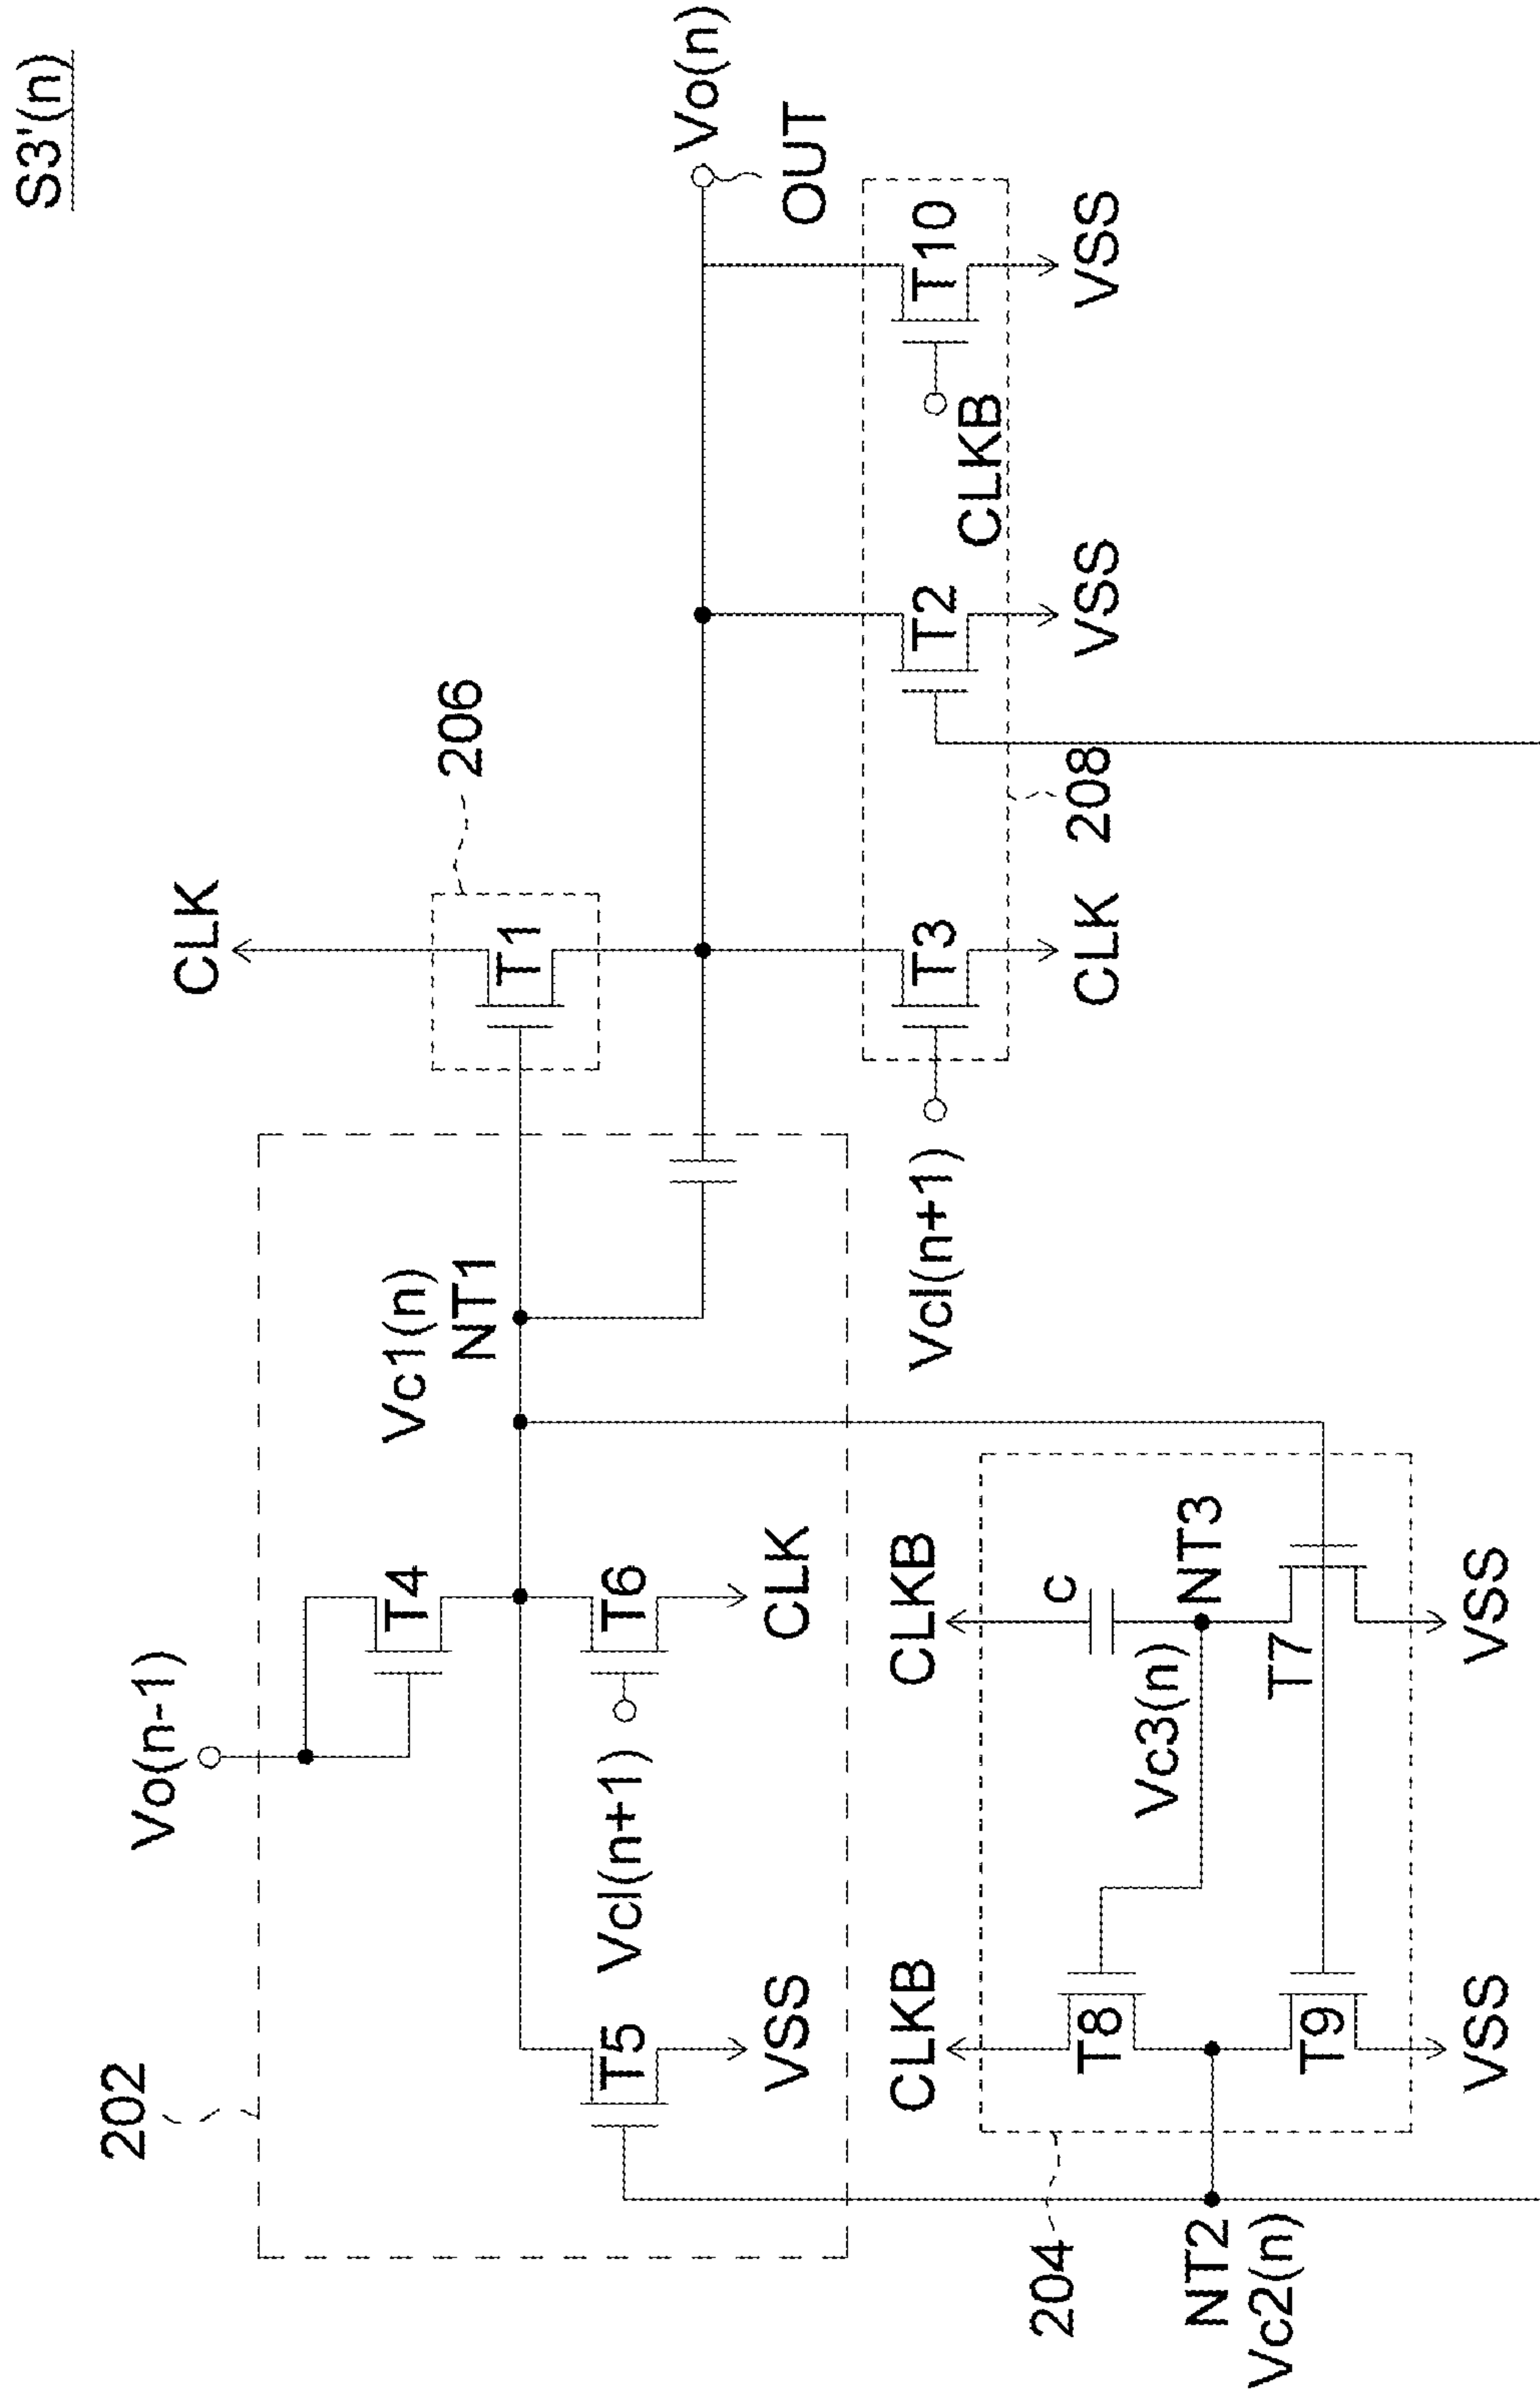 S3'(n)
202
Vo(n-1)
T4
Vc1(n)
NT1
CLK
206
T1
T5
VSS
Vcl(n+1)
T6
CLK
Vo(n)
OUT
Vcl(n+1)
T3
CLK
208
T2
VSS
CLKB
T10
VSS
204
CLKB
T8
CLKB
c
Vc3(n)
NT3
NT2
Vc2(n)
T9
VSS
T7
VSS